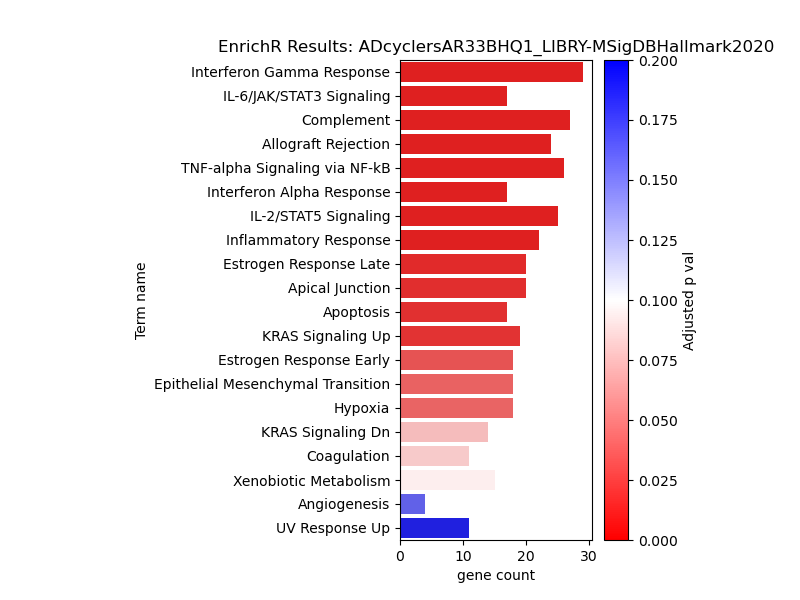 EnrichR Results: ADcyclersAR33BHQ1_LIBRY-MSigDBHallmark2020
Interferon Gamma Response
IL-6/JAK/STAT3 Signaling
Complement
Allograft Rejection
TNF-alpha Signaling via NF-kB
Interferon Alpha Response
IL-2/STAT5 Signaling
Inflammatory Response
Estrogen Response Late
Apical Junction
Apoptosis
KRAS Signaling Up
Estrogen Response Early
Epithelial Mesenchymal Transition
Hypoxia
KRAS Signaling Dn
Coagulation
Xenobiotic Metabolism
Angiogenesis
UV Response Up
Term name
0 10 20 30
gene count
0.200
0.175
0.150
0.125
0.100
0.075
0.050
0.025
0.000
Adjusted p val